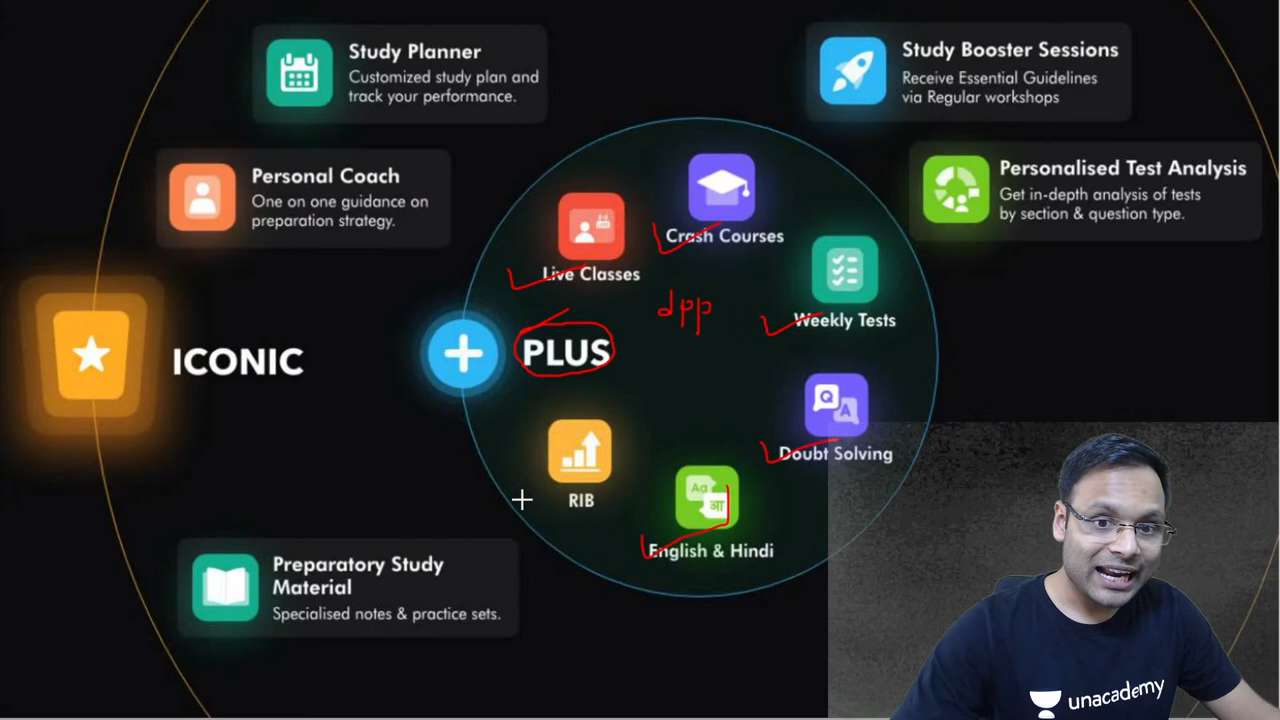 Study Planner
Customized study plan and
track your performance.
Study Booster Sessions
Receive Essential Guidelines
via Regular workshops
Personal Coach
One on one guidance on
preparation strategy.
Personalised Test Analysis
Get in-depth analysis of tests
by section & question type.
Crash Courses
Live Classes
dpp
Weekly Tests
ICONIC
PLUS
Q
A
Doubt Solving
RIB
Aa
आ
English & Hindi
Preparatory Study
Material
Specialised notes & practice sets.
unacademy